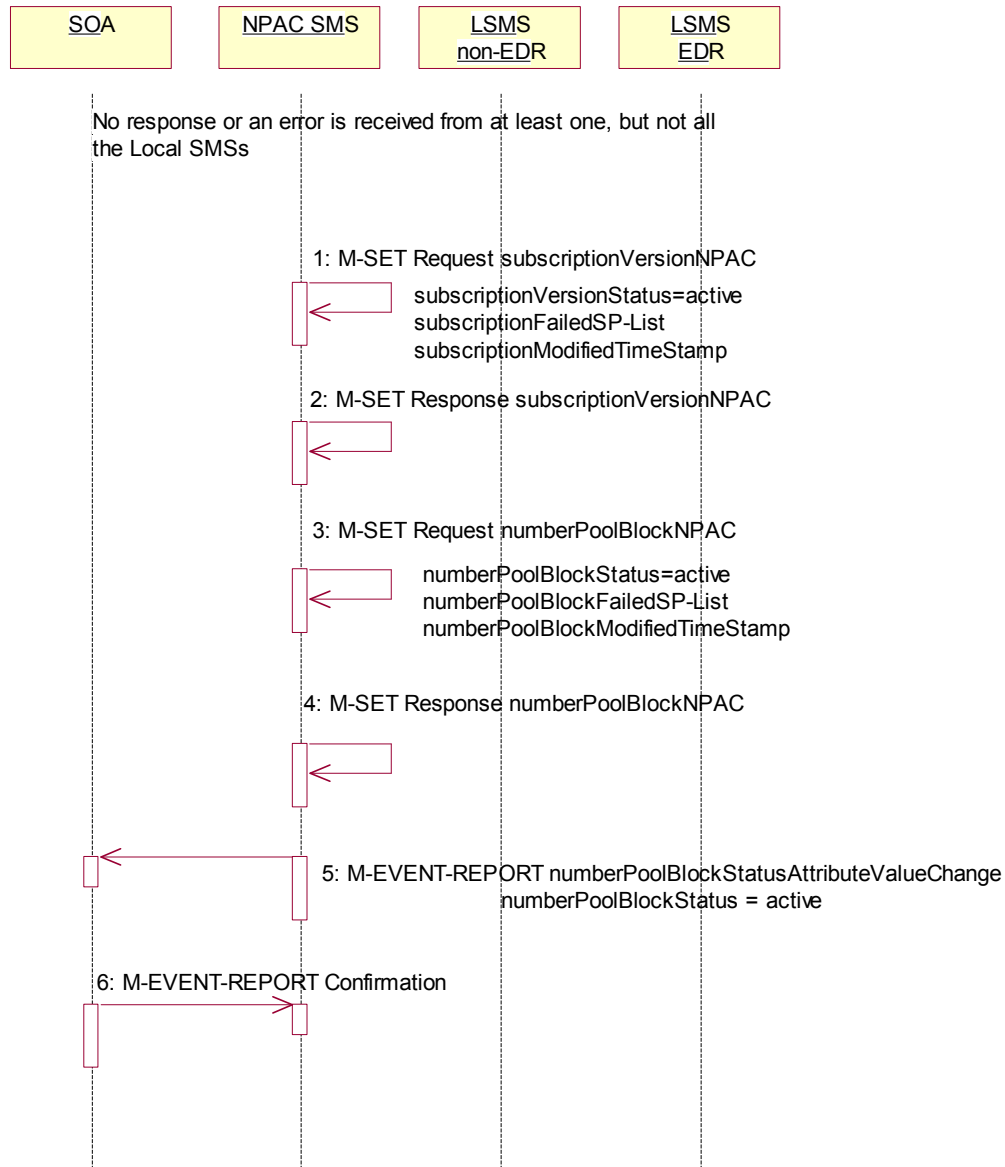 SOA
NPAC SMS
LSMS
non-EDR
LSMS
EDR
No response or an error is received from at least one, but not all
the Local SMSs
1: M-SET Request subscriptionVersionNPAC
subscriptionVersionStatus=active
subscriptionFailedSP-List
subscriptionModifiedTimeStamp
2: M-SET Response subscriptionVersionNPAC
3: M-SET Request numberPoolBlockNPAC
numberPoolBlockStatus=active
numberPoolBlockFailedSP-List
numberPoolBlockModifiedTimeStamp
4: M-SET Response numberPoolBlockNPAC
5: M-EVENT-REPORT numberPoolBlockStatusAttributeValueChange
numberPoolBlockStatus = active
6: M-EVENT-REPORT Confirmation